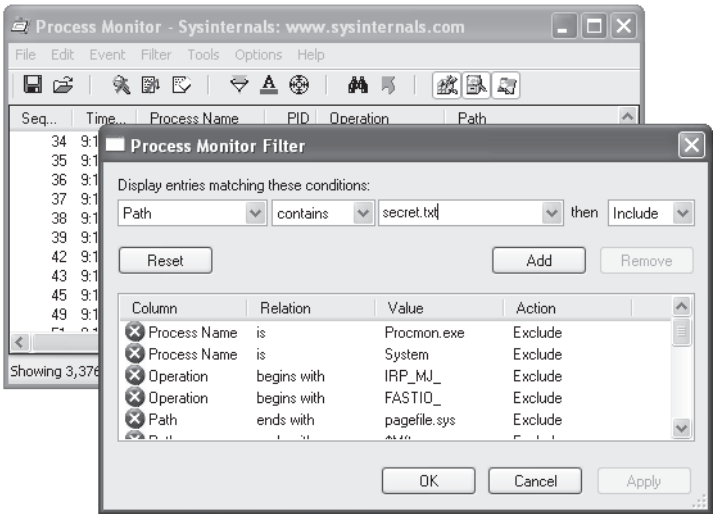 Process Monitor - Sysinternals: www.sysinternals.com
File Edit Event Filter Tools Options Help
Seq... Time... Process Name PID Operation Path
34 9:1
35 9:1
36 9:1
37 9:1
38 9:1
39 9:1
42 9:1
43 9:1
45 9:1
49 9:1
Showing 3,376
Process Monitor Filter
Display entries matching these conditions:
Path contains secret.txt then Include
Reset Add Remove
Column Relation Value Action
Process Name is Procmon.exe Exclude
Process Name is System Exclude
Operation begins with IRP_MJ_ Exclude
Operation begins with FASTIO_ Exclude
Path ends with pagefile.sys Exclude
OK Cancel Apply